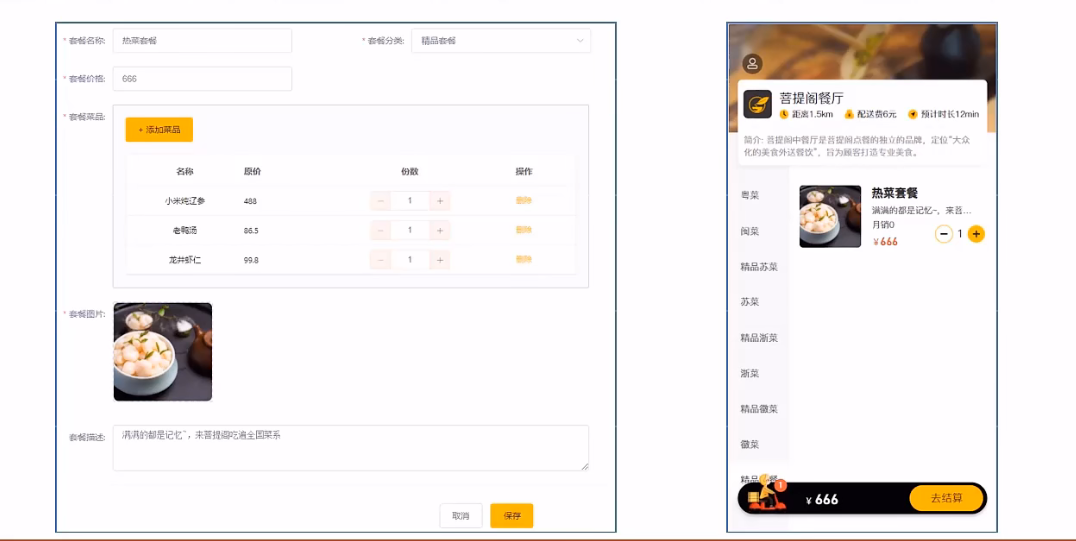 * 套餐名称: 热菜套餐
* 套餐分类: 精品套餐
* 套餐价格: 666
* 套餐菜品:
+ 添加菜品
名称 原价 份数 操作
小米炖辽参 488 − 1 + 删除
老鸭汤 86.5 − 1 + 删除
龙井虾仁 99.8 − 1 + 删除
* 套餐图片:
套餐描述: 满满的都是记忆~，来菩提阁吃遍全国菜系
取消 保存
菩提阁餐厅
距离1.5km 配送费6元 预计时长12min
简介: 菩提阁中餐厅是菩提阁点餐的独立的品牌，定位“大众
化的美食外送餐饮”，旨为顾客打造专业美食。
粤菜
闽菜
精品苏菜
苏菜
精品浙菜
浙菜
精品徽菜
徽菜
精品
热菜套餐
满满的都是记忆~，来菩...
月销0
¥666 − 1 +
1
¥ 666
去结算